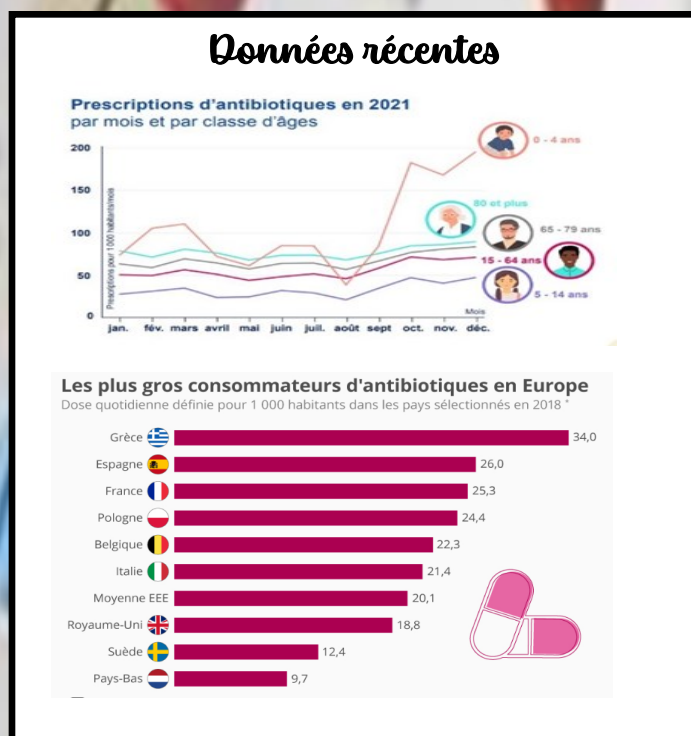 Données récentes
Prescriptions d'antibiotiques en 2021
par mois et par classe d'âges
200
150
100
50
0
Prescriptions pour 1 000 habitants/mois
0 - 4 ans
80 et plus
65 - 79 ans
15 - 64 ans
5 - 14 ans
Mois
jan. fév. mars avril mai juin juil. août sept oct. nov. déc.
Les plus gros consommateurs d'antibiotiques en Europe
Dose quotidienne définie pour 1 000 habitants dans les pays sélectionnés en 2018 *
Grèce 34,0
Espagne 26,0
France 25,3
Pologne 24,4
Belgique 22,3
Italie 21,4
Moyenne EEE 20,1
Royaume-Uni 18,8
Suède 12,4
Pays-Bas 9,7